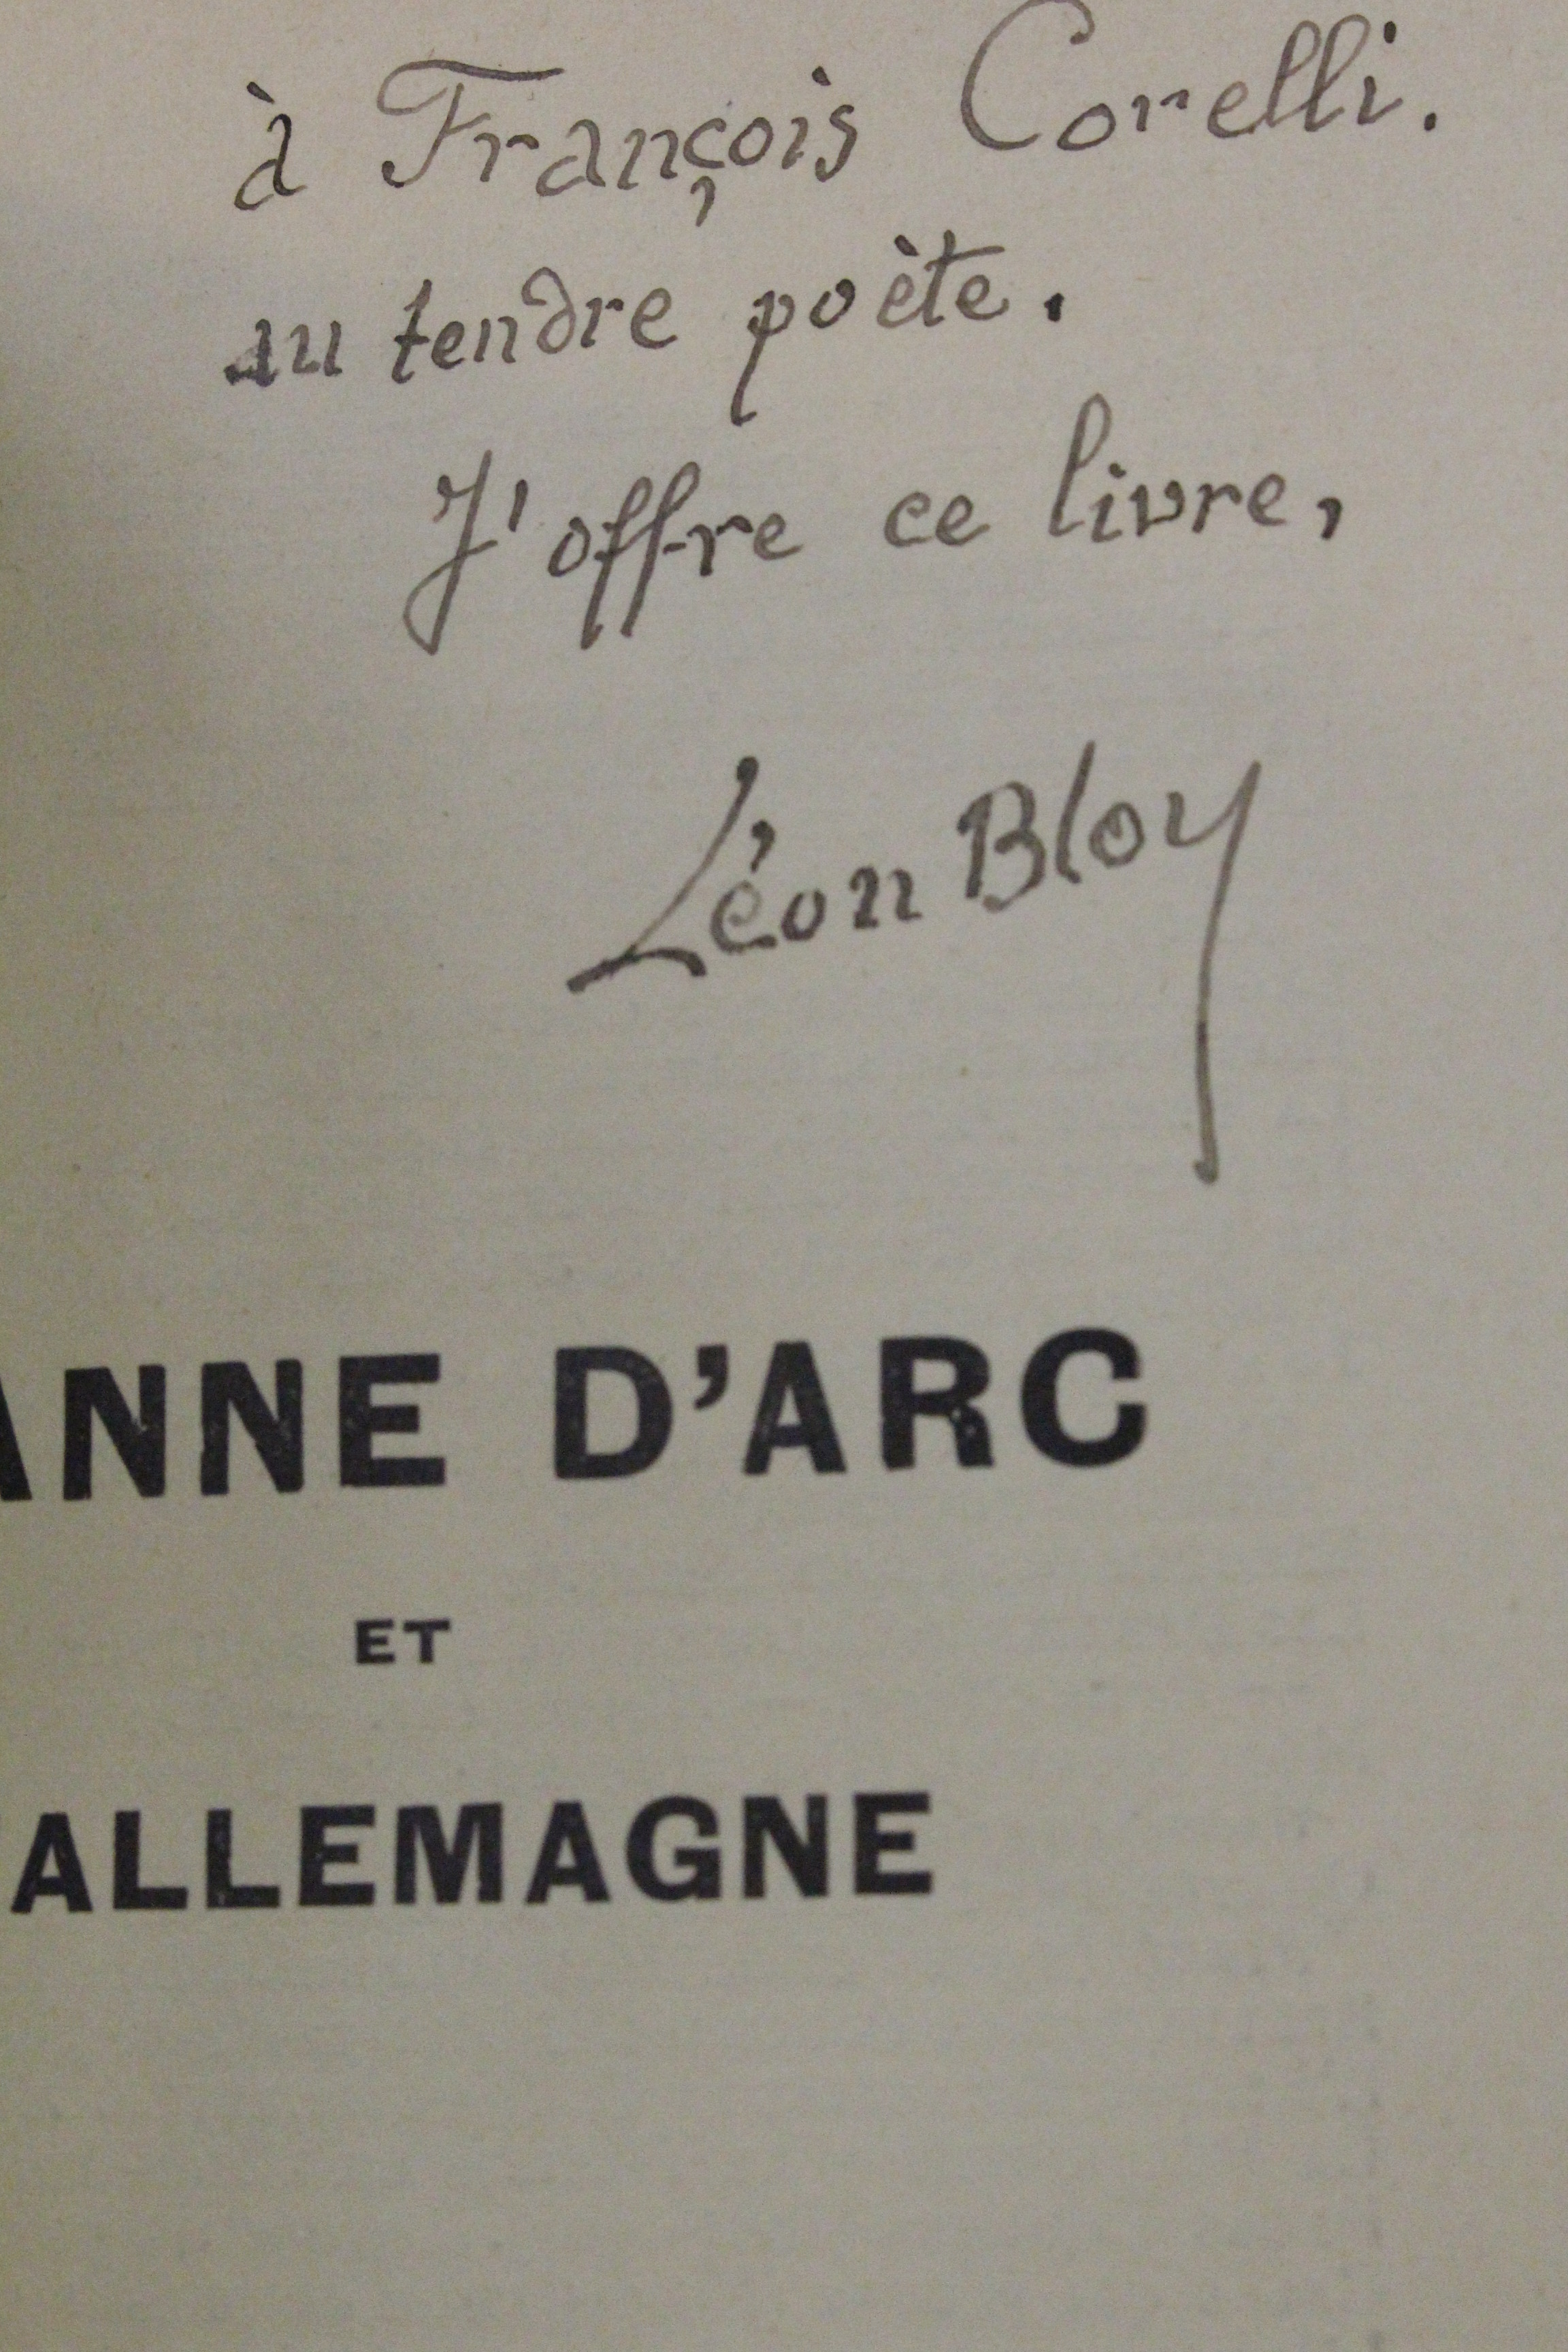 à François Corelli.
au tendre poète.
J'offre ce livre,
Léon Bloy
ANNE D'ARC
ET
ALLEMAGNE